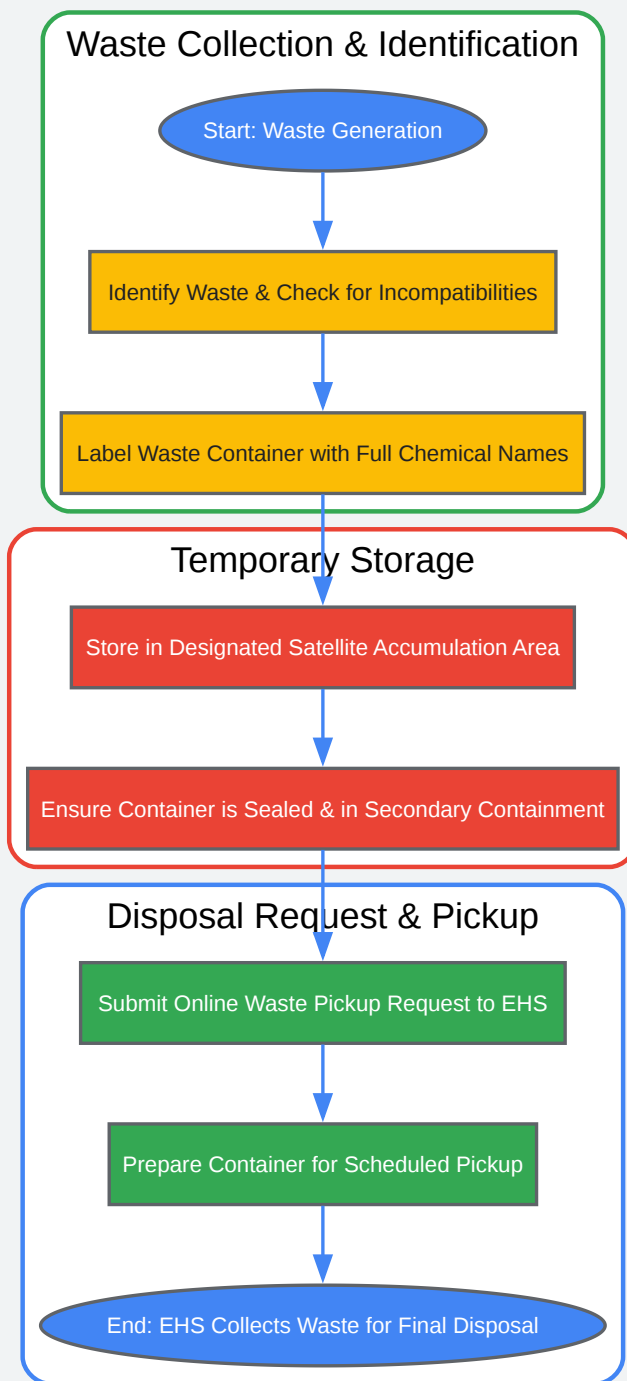 Waste Collection & Identification
Start: Waste Generation
Identify Waste & Check for Incompatibilities
Label Waste Container with Full Chemical Names
Temporary Storage
Store in Designated Satellite Accumulation Area
Ensure Container is Sealed & in Secondary Containment
Disposal Request & Pickup
Submit Online Waste Pickup Request to EHS
Prepare Container for Scheduled Pickup
End: EHS Collects Waste for Final Disposal